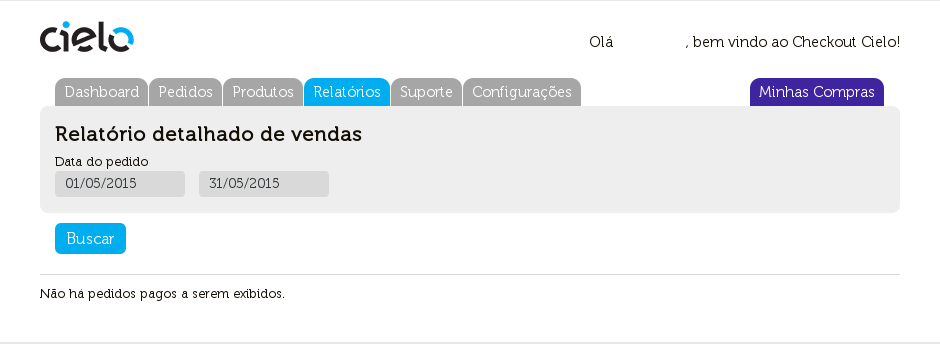 cielo
Olá , bem vindo ao Checkout Cielo!
Dashboard Pedidos Produtos Relatórios Suporte Configurações Minhas Compras
Relatório detalhado de vendas
Data do pedido
01/05/2015 31/05/2015
Buscar
Não há pedidos pagos a serem exibidos.